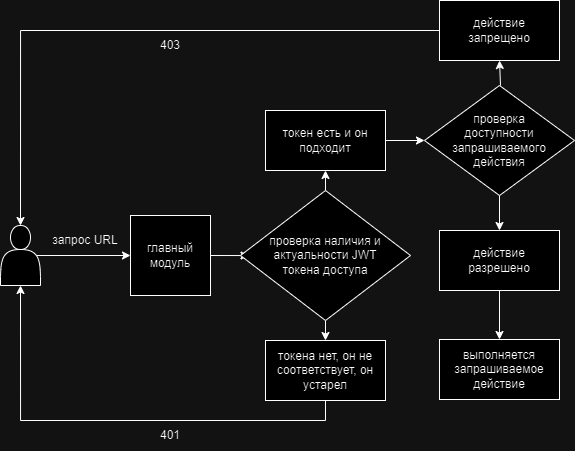 действие
запрещено
403
токен есть и он
подходит
проверка
доступности
запрашиваемого
действия
запрос URL
главный
модуль
проверка наличия и
актуальности JWT
токена доступа
действие
разрешено
токена нет, он не
соответствует, он
устарел
выполняется
запрашиваемое
действие
401